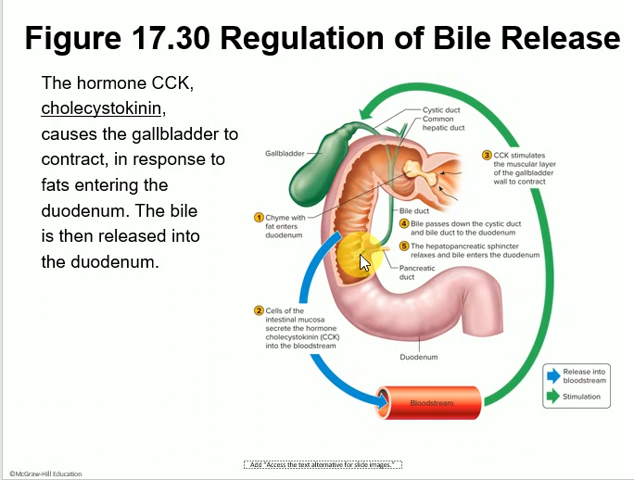 Figure 17.30 Regulation of Bile Release
The hormone CCK,
cholecystokinin,
causes the gallbladder to
contract, in response to
fats entering the
duodenum. The bile
is then released into
the duodenum.
Cystic duct
Common
hepatic duct
Gallbladder
3 CCK stimulates
the muscular layer
of the gallbladder
wall to contract
1 Chyme with
fat enters
duodenum
Bile duct
4 Bile passes down the cystic duct
and bile duct to the duodenum
5 The hepatopancreatic sphincter
relaxes and bile enters the duodenum
Pancreatic
duct
2 Cells of the
intestinal mucosa
secrete the hormone
cholecystokinin (CCK)
into the bloodstream
Duodenum
Bloodstream
Release into
bloodstream
Stimulation
Add "Access the text alternative for slide images."
©McGraw-Hill Education